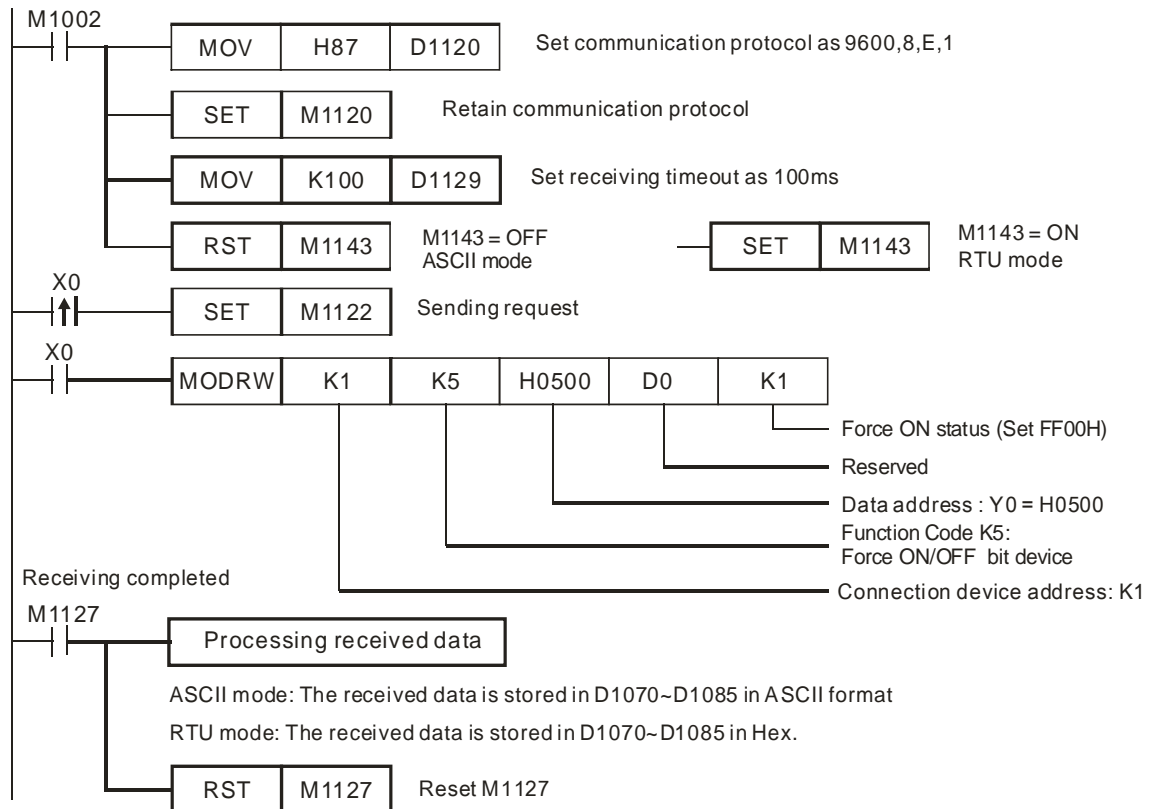 M1002
MOV H87 D1120 Set communication protocol as 9600,8,E,1
SET M1120 Retain communication protocol
MOV K100 D1129 Set receiving timeout as 100ms
RST M1143 M1143 = OFF
ASCII mode
SET M1143 M1143 = ON
RTU mode
X0
SET M1122 Sending request
X0
MODRW K1 K5 H0500 D0 K1
Force ON status (Set FF00H)
Reserved
Data address : Y0 = H0500
Function Code K5:
Force ON/OFF bit device
Connection device address: K1
Receiving completed
M1127
Processing received data
ASCII mode: The received data is stored in D1070~D1085 in ASCII format
RTU mode: The received data is stored in D1070~D1085 in Hex.
RST M1127 Reset M1127